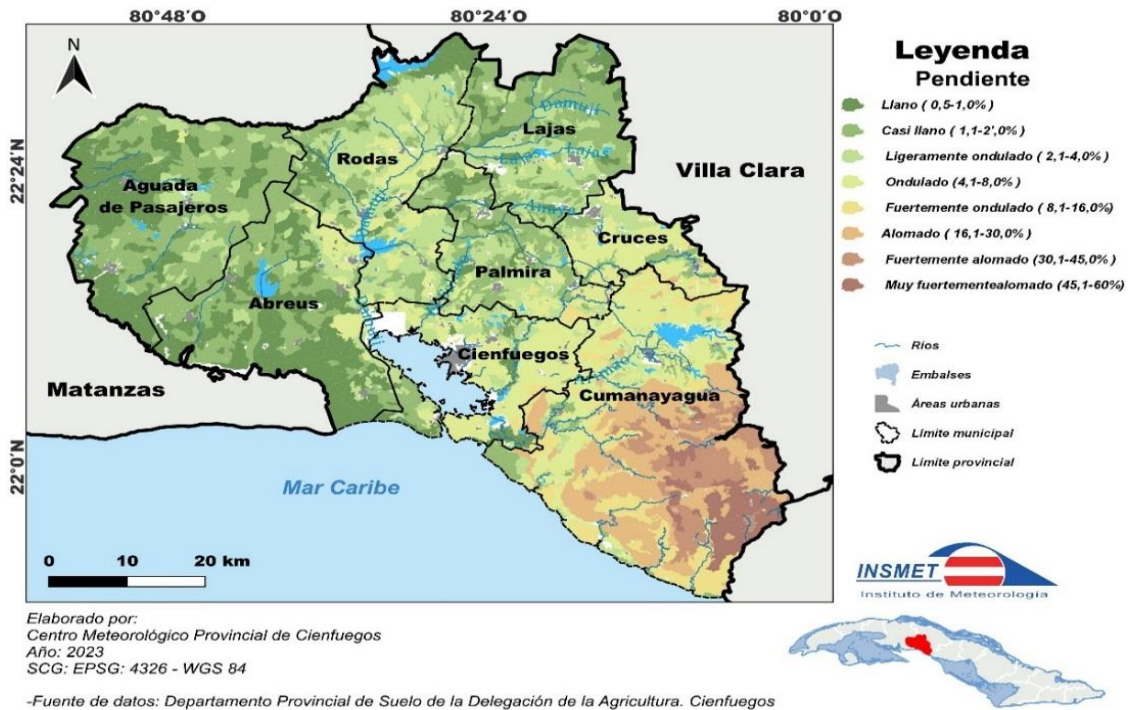 80°48'O
80°24'O
80°0'O
N
22°24'N
22°0'N
Lajas
Damují
Lajas
Lajas
Rodas
Villa Clara
Aguada
de Pasajeros
Cruces
Palmira
Abreus
Cienfuegos
Matanzas
Cumanayagua
Mar Caribe
0 10 20 km
Leyenda
Pendiente
Llano ( 0,5-1,0% )
Casi llano ( 1,1-2',0% )
Ligeramente ondulado ( 2,1-4,0% )
Ondulado (4,1-8,0% )
Fuertemente ondulado ( 8,1-16,0%)
Alomado ( 16,1-30,0% )
Fuertemente alomado (30,1-45,0% )
Muy fuertementealomado (45,1-60%)
Ríos
Embalses
Áreas urbanas
Límite municipal
Límite provincial
INSMET
Instituto de Meteorología
Elaborado por:
Centro Meteorológico Provincial de Cienfuegos
Año: 2023
SCG: EPSG: 4326 - WGS 84
-Fuente de datos: Departamento Provincial de Suelo de la Delegación de la Agricultura. Cienfuegos